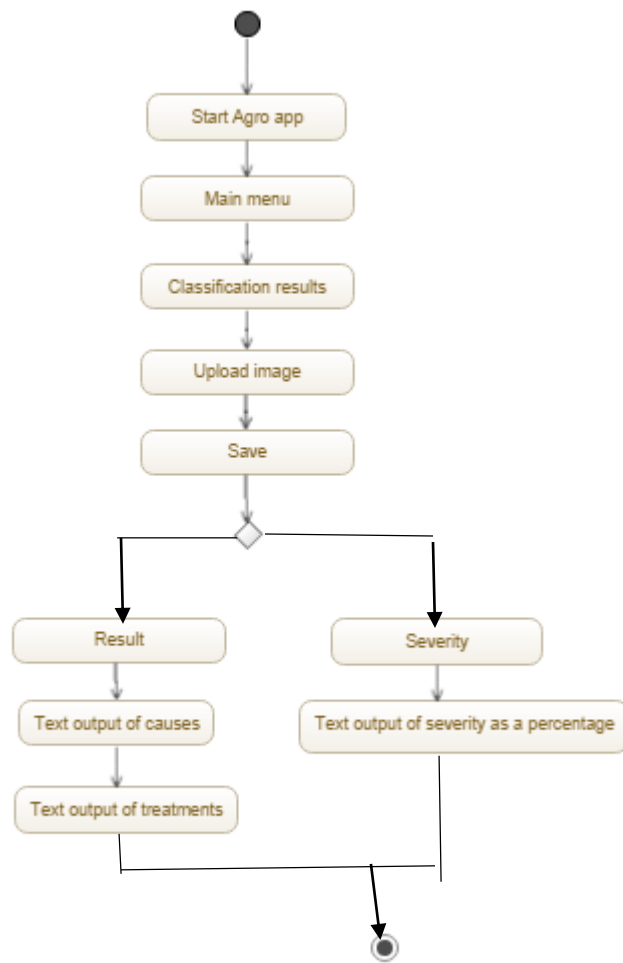 Start Agro app
Main menu
Classification results
Upload image
Save
Result
Severity
Text output of causes
Text output of severity as a percentage
Text output of treatments